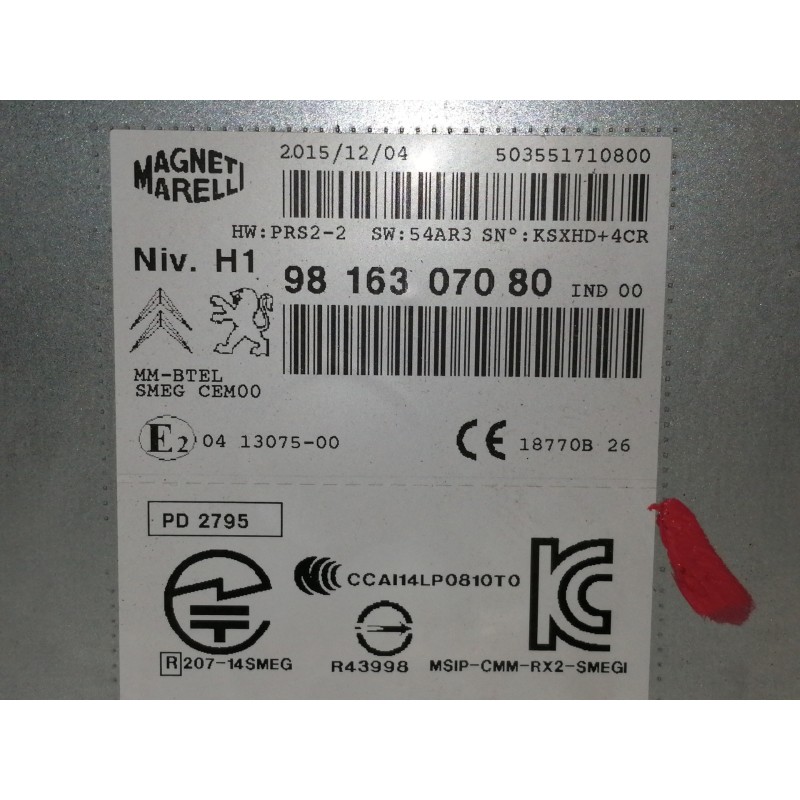 MAGNETI MARELLI
2015/12/04 503551710800
HW:PRS2-2 SW:54AR3 SN°:KSXHD+4CR
Niv. H1 98 163 070 80 IND 00
MM-BTEL
SMEG CEM00
E2 04 13075-00 CE 18770B 26
PD 2795
CCAI14LP0810T0
R 207-14SMEG R43998 MSIP-CMM-RX2-SMEGI